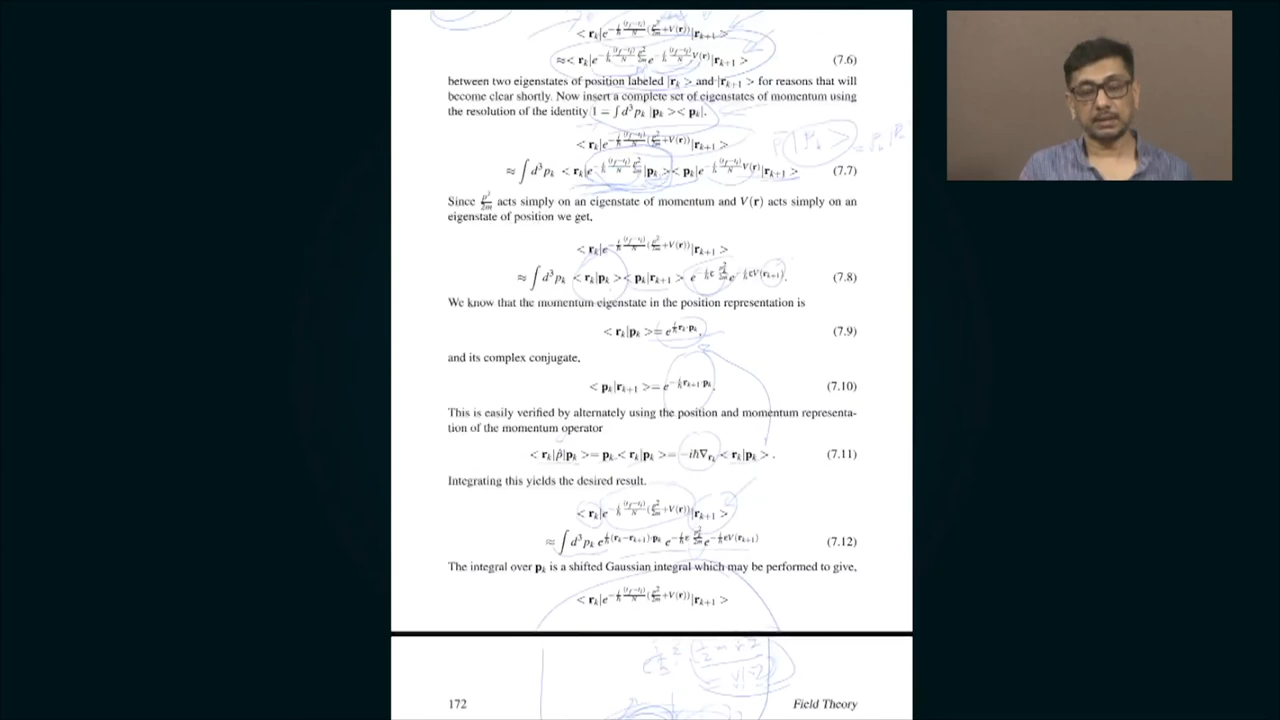 < r_k|e^{-\frac{i}{\hbar}\frac{(t_f-t_i)}{N}(\frac{p^2}{2m}+V(r))}|r_{k+1} >
≈< r_k|e^{-\frac{i}{\hbar}\frac{(t_f-t_i)}{N}\frac{p^2}{2m}}e^{-\frac{i}{\hbar}\frac{(t_f-t_i)}{N}V(r)}|r_{k+1} > (7.6)
between two eigenstates of position labeled |r_k > and |r_{k+1} > for reasons that will
become clear shortly. Now insert a complete set of eigenstates of momentum using
the resolution of the identity 1 = ∫ d³p_k |p_k >< p_k|.
< r_k|e^{-\frac{i}{\hbar}\frac{(t_f-t_i)}{N}(\frac{p^2}{2m}+V(r))}|r_{k+1} >
≈ ∫ d³p_k < r_k|e^{-\frac{i}{\hbar}\frac{(t_f-t_i)}{N}\frac{p^2}{2m}}|p_k >< p_k|e^{-\frac{i}{\hbar}\frac{(t_f-t_i)}{N}V(r)}|r_{k+1} > (7.7)
Since \frac{p^2}{2m} acts simply on an eigenstate of momentum and V(r) acts simply on an
eigenstate of position we get,
< r_k|e^{-\frac{i}{\hbar}\frac{(t_f-t_i)}{N}(\frac{p^2}{2m}+V(r))}|r_{k+1} >
≈ ∫ d³p_k < r_k|p_k >< p_k|r_{k+1} > e^{-\frac{i}{\hbar}ε\frac{p_k^2}{2m}}e^{-\frac{i}{\hbar}εV(r_{k+1})}. (7.8)
We know that the momentum eigenstate in the position representation is
< r_k|p_k >= e^{\frac{i}{\hbar}r_k·p_k}, (7.9)
and its complex conjugate,
< p_k|r_{k+1} >= e^{-\frac{i}{\hbar}r_{k+1}·p_k}. (7.10)
This is easily verified by alternately using the position and momentum representa-
tion of the momentum operator
< r_k|p̂|p_k >= p_k < r_k|p_k >= −iħ∇_{r_k} < r_k|p_k > . (7.11)
Integrating this yields the desired result.
< r_k|e^{-\frac{i}{\hbar}\frac{(t_f-t_i)}{N}(\frac{p^2}{2m}+V(r))}|r_{k+1} >
≈ ∫ d³p_k e^{\frac{i}{\hbar}(r_k−r_{k+1})·p_k} e^{-\frac{i}{\hbar}ε\frac{p_k^2}{2m}}e^{-\frac{i}{\hbar}εV(r_{k+1})} (7.12)
The integral over p_k is a shifted Gaussian integral which may be performed to give,
< r_k|e^{-\frac{i}{\hbar}\frac{(t_f-t_i)}{N}(\frac{p^2}{2m}+V(r))}|r_{k+1} >
172 Field Theory